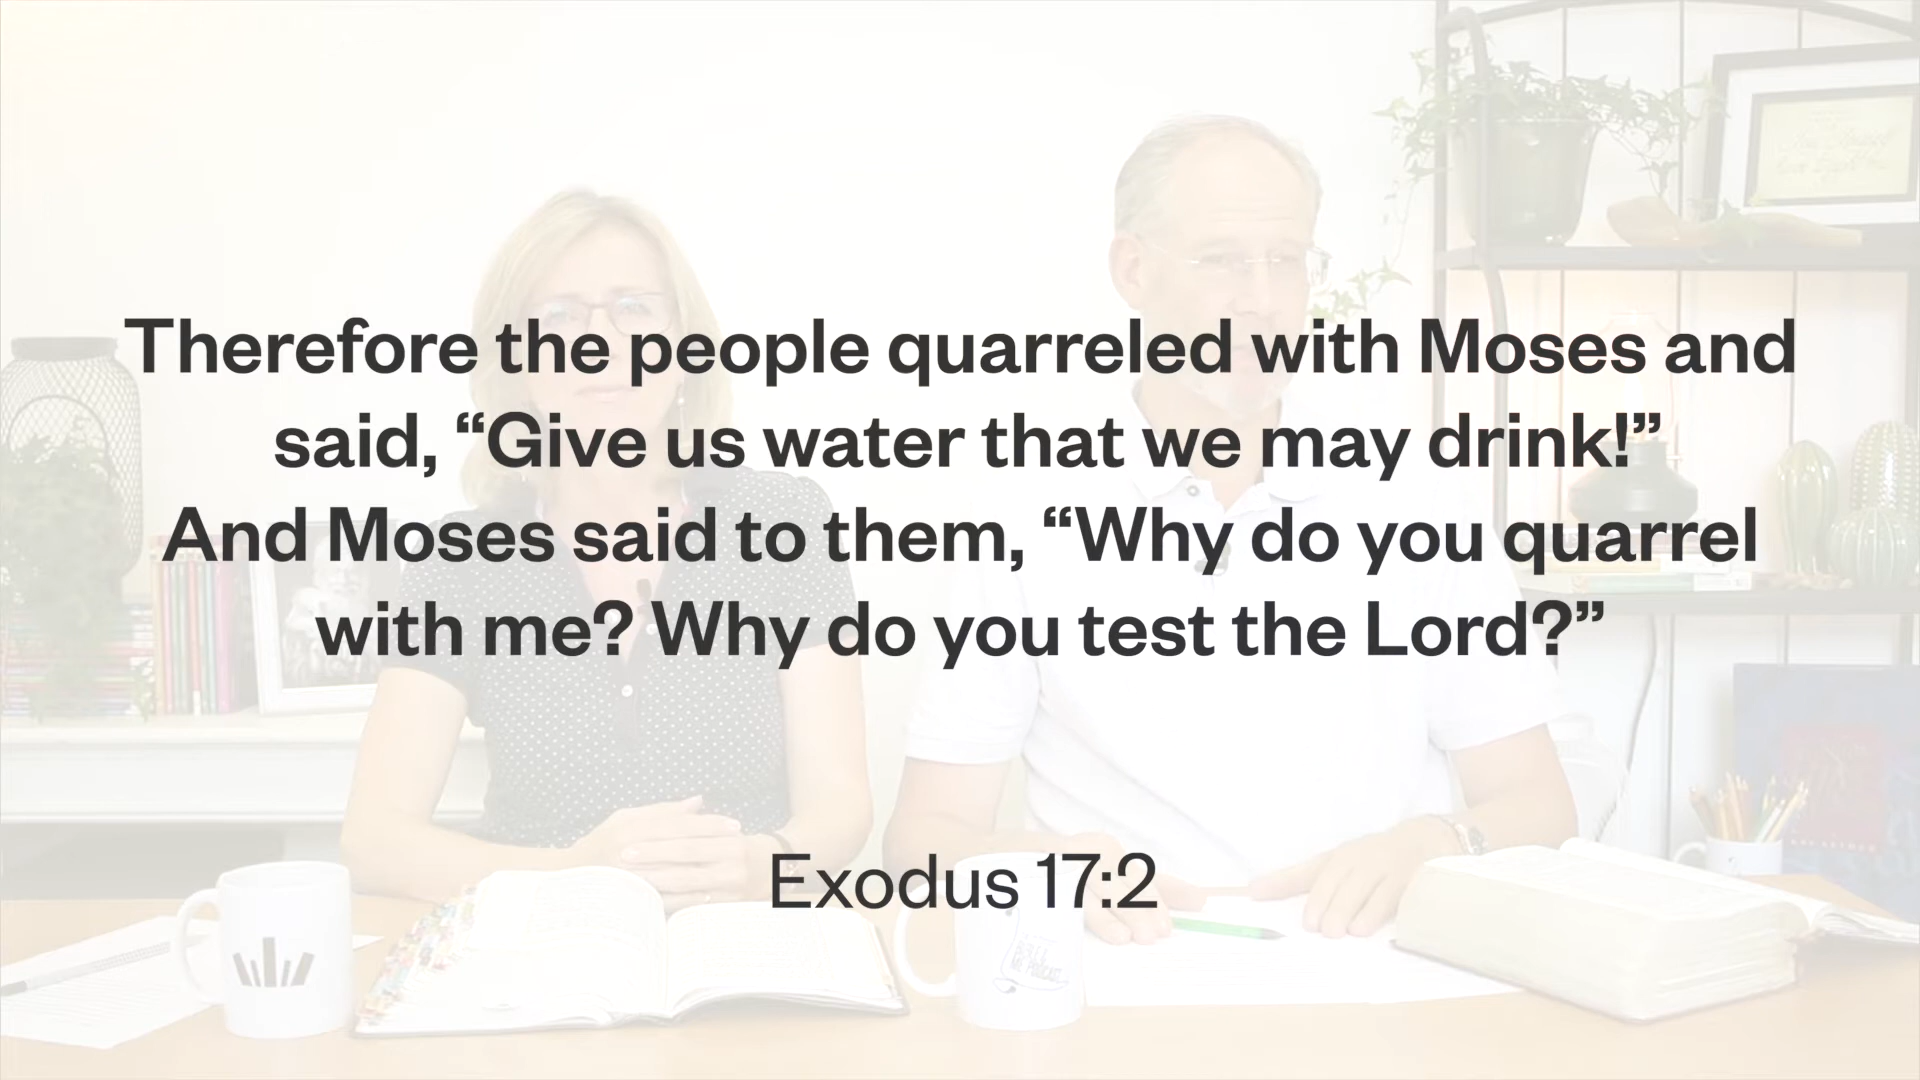 Therefore the people quarreled with Moses and
said, “Give us water that we may drink!”
And Moses said to them, “Why do you quarrel
with me? Why do you test the Lord?”
Exodus 17:2